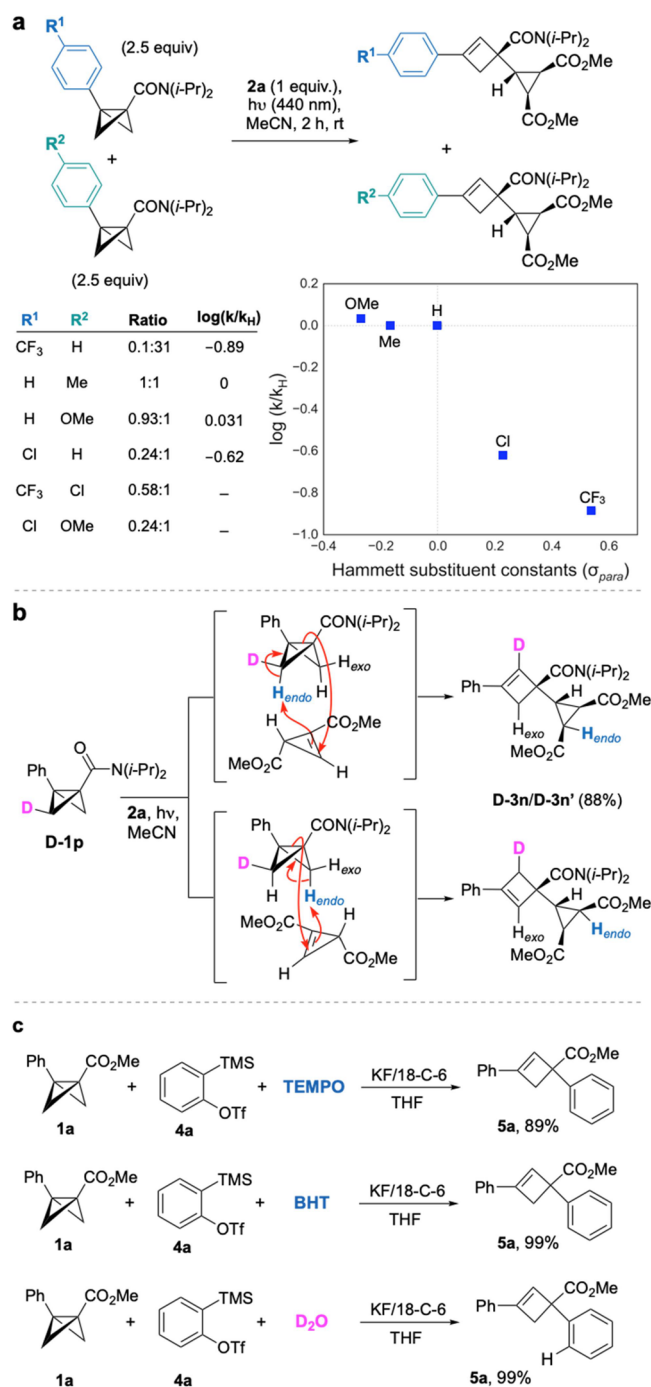 a
R1
(2.5 equiv)
CON(i-Pr)2
+
R2
CON(i-Pr)2
(2.5 equiv)
2a (1 equiv.),
hυ (440 nm),
MeCN, 2 h, rt
R1
CON(i-Pr)2
CO2Me
H
CO2Me
+
R2
CON(i-Pr)2
CO2Me
H
CO2Me
R1 R2 Ratio log(k/kH)
CF3 H 0.1:31 −0.89
H Me 1:1 0
H OMe 0.93:1 0.031
Cl H 0.24:1 −0.62
CF3 Cl 0.58:1 –
Cl OMe 0.24:1 –
log (k/kH)
0.2
0.0
−0.2
−0.4
−0.6
−0.8
−1.0
OMe
Me
H
Cl
CF3
−0.4 −0.2 0.0 0.2 0.4 0.6
Hammett substituent constants (σpara)
b
Ph
O
N(i-Pr)2
D
D-1p
2a, hν,
MeCN
Ph
CON(i-Pr)2
D
Hexo
H
Hendo
CO2Me
H
MeO2C
H
D
CON(i-Pr)2
Ph
H
CO2Me
Hexo
Hendo
MeO2C
D-3n/D-3n' (88%)
Ph
CON(i-Pr)2
D
Hexo
H
Hendo
MeO2C
H
H
CO2Me
D
CON(i-Pr)2
Ph
H
CO2Me
Hexo
Hendo
MeO2C
c
Ph
CO2Me
1a
+
TMS
OTf
4a
+
TEMPO
KF/18-C-6
THF
CO2Me
Ph
5a, 89%
Ph
CO2Me
1a
+
TMS
OTf
4a
+
BHT
KF/18-C-6
THF
CO2Me
Ph
5a, 99%
Ph
CO2Me
1a
+
TMS
OTf
4a
+
D2O
KF/18-C-6
THF
CO2Me
Ph
H
5a, 99%